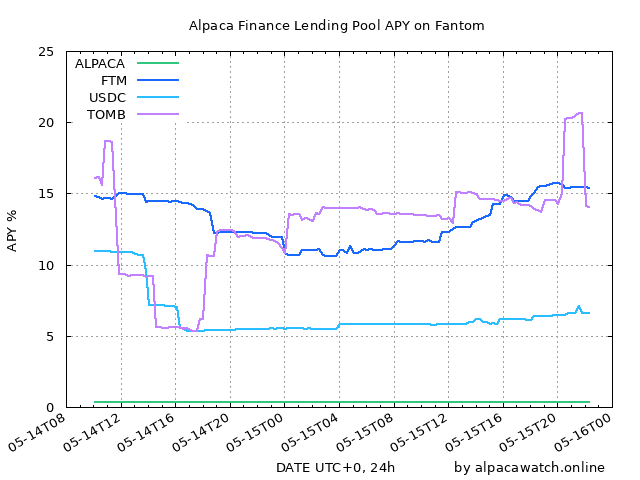 Alpaca Finance Lending Pool APY on Fantom
25
20
15
10
5
0
APY %
ALPACA
FTM
USDC
TOMB
05-14T08
05-14T12
05-14T16
05-14T20
05-15T00
05-15T04
05-15T08
05-15T12
05-15T16
05-15T20
05-16T00
DATE UTC+0, 24h
by alpacawatch.online